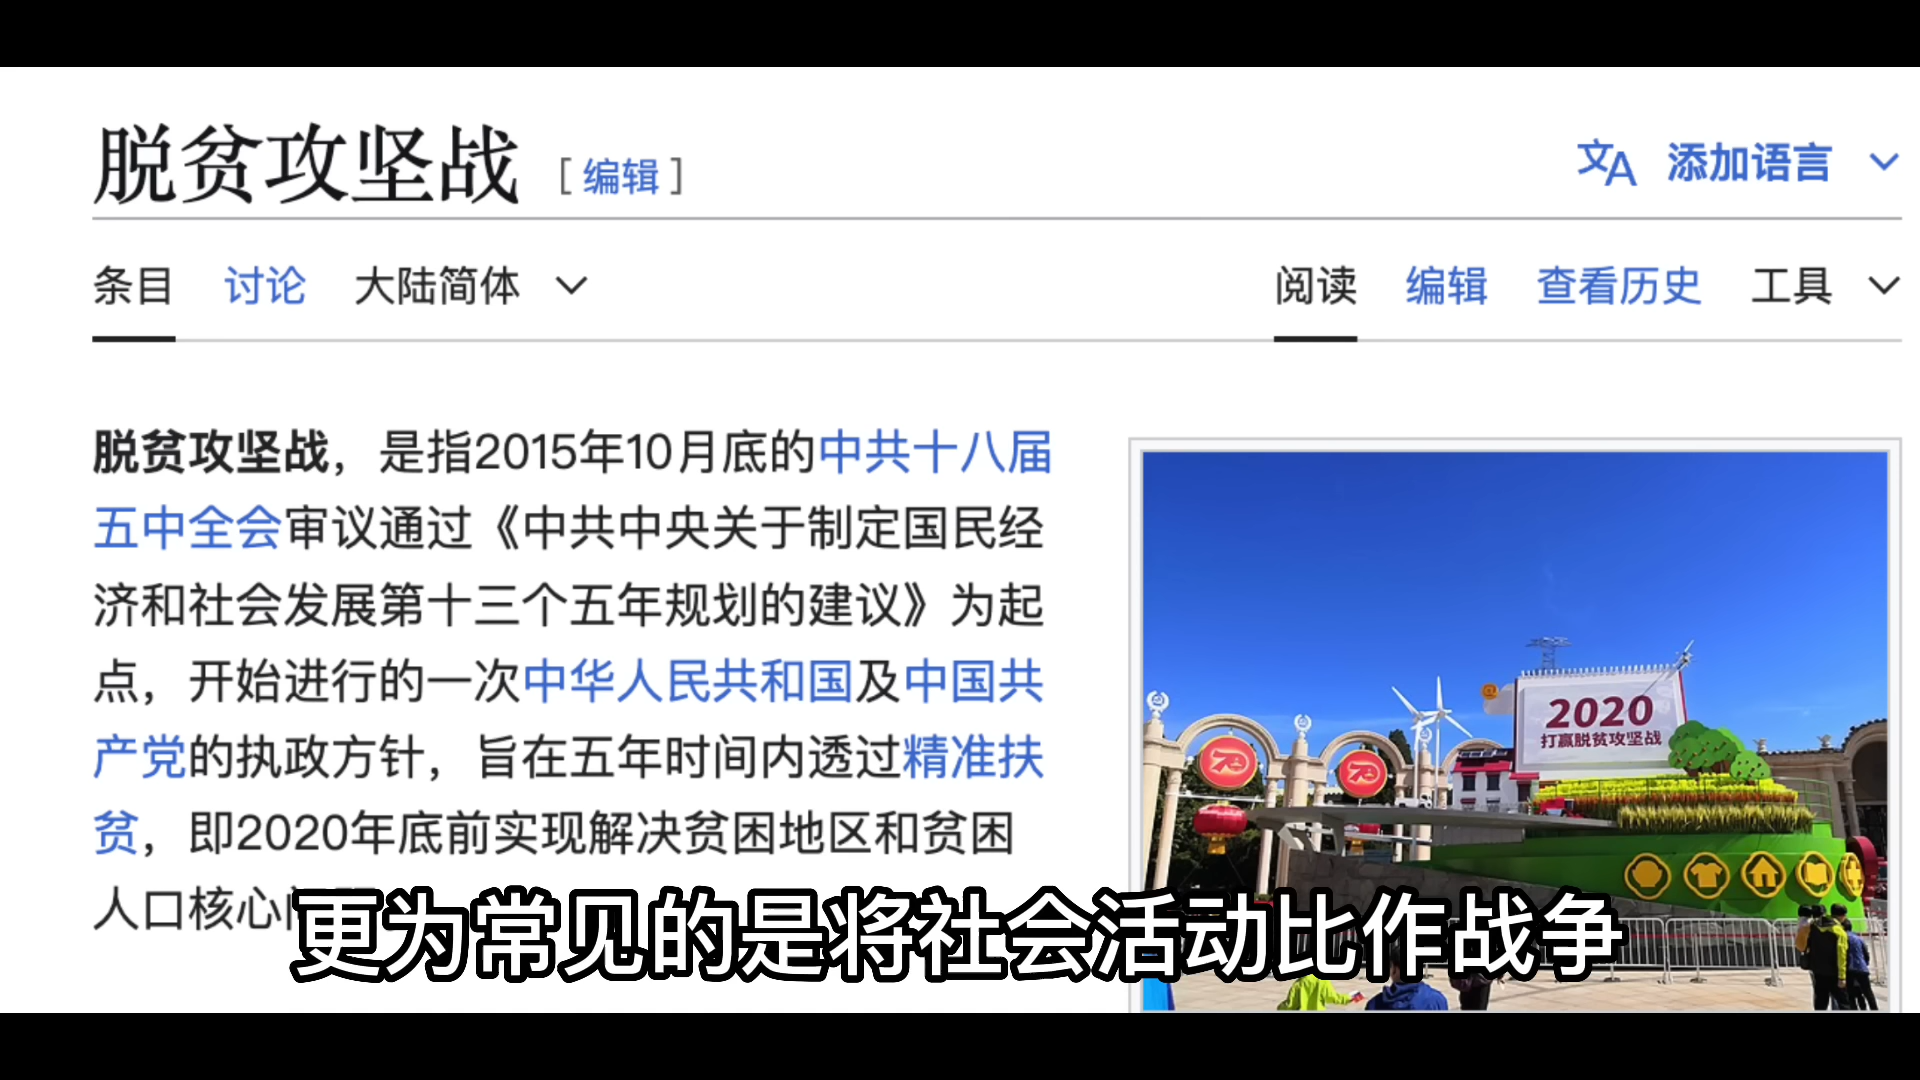 脱贫攻坚战 [编辑]
文A 添加语言
条目 讨论 大陆简体
阅读 编辑 查看历史 工具
脱贫攻坚战，是指2015年10月底的中共十八届
五中全会审议通过《中共中央关于制定国民经
济和社会发展第十三个五年规划的建议》为起
点，开始进行的一次中华人民共和国及中国共
产党的执政方针，旨在五年时间内透过精准扶
贫，即2020年底前实现解决贫困地区和贫困
人口核心
70
70
2020
打赢脱贫攻坚战
更为常见的是将社会活动比作战争